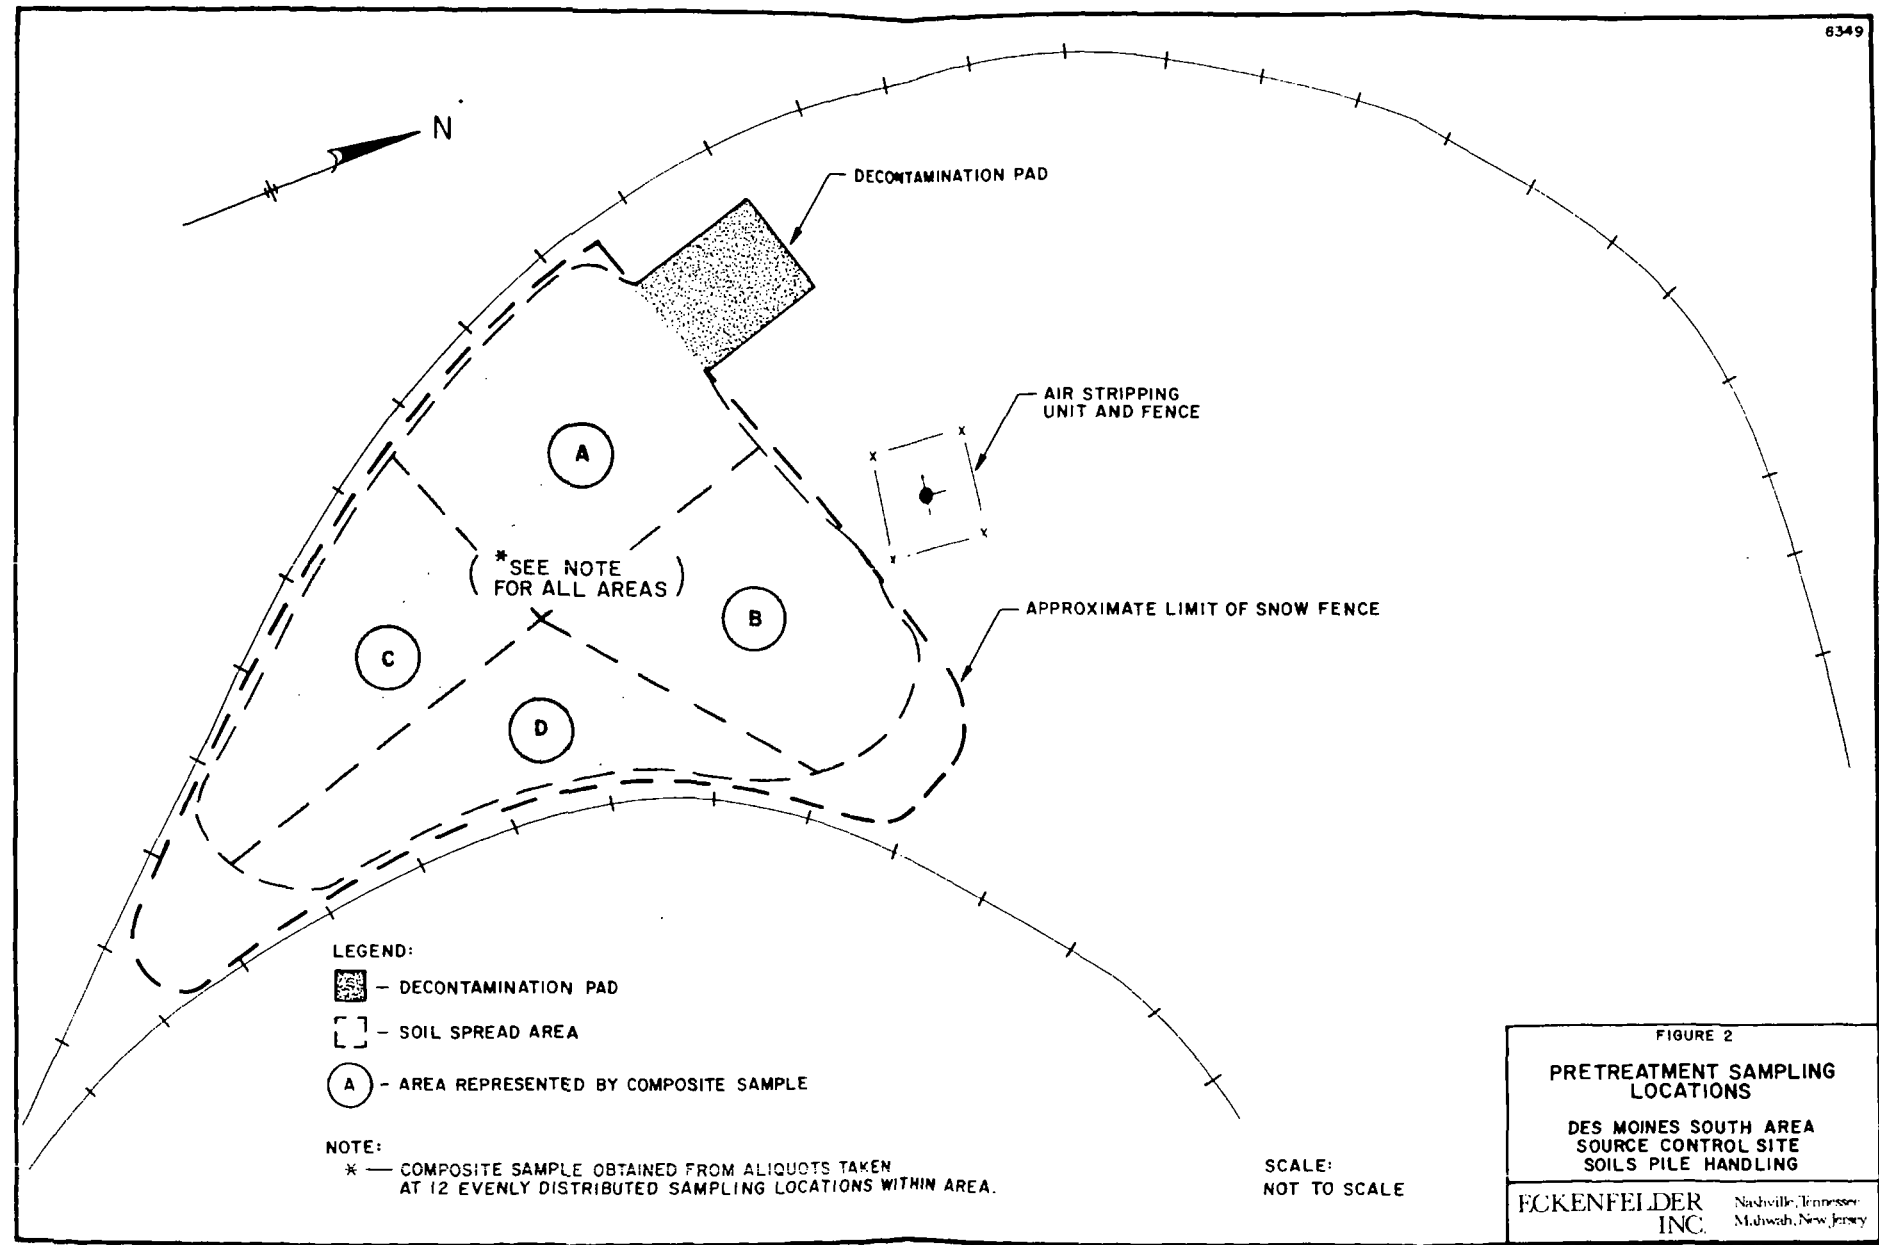 6349
N
DECONTAMINATION PAD
AIR STRIPPING
UNIT AND FENCE
A
* SEE NOTE
( FOR ALL AREAS )
B
APPROXIMATE LIMIT OF SNOW FENCE
C
D
LEGEND:
– DECONTAMINATION PAD
– SOIL SPREAD AREA
A – AREA REPRESENTED BY COMPOSITE SAMPLE
NOTE:
* — COMPOSITE SAMPLE OBTAINED FROM ALIQUOTS TAKEN
AT 12 EVENLY DISTRIBUTED SAMPLING LOCATIONS WITHIN AREA.
SCALE:
NOT TO SCALE
FIGURE 2
PRETREATMENT SAMPLING
LOCATIONS
DES MOINES SOUTH AREA
SOURCE CONTROL SITE
SOILS PILE HANDLING
ECKENFELDER
INC.
Nashville, Tennessee
Mahwah, New Jersey